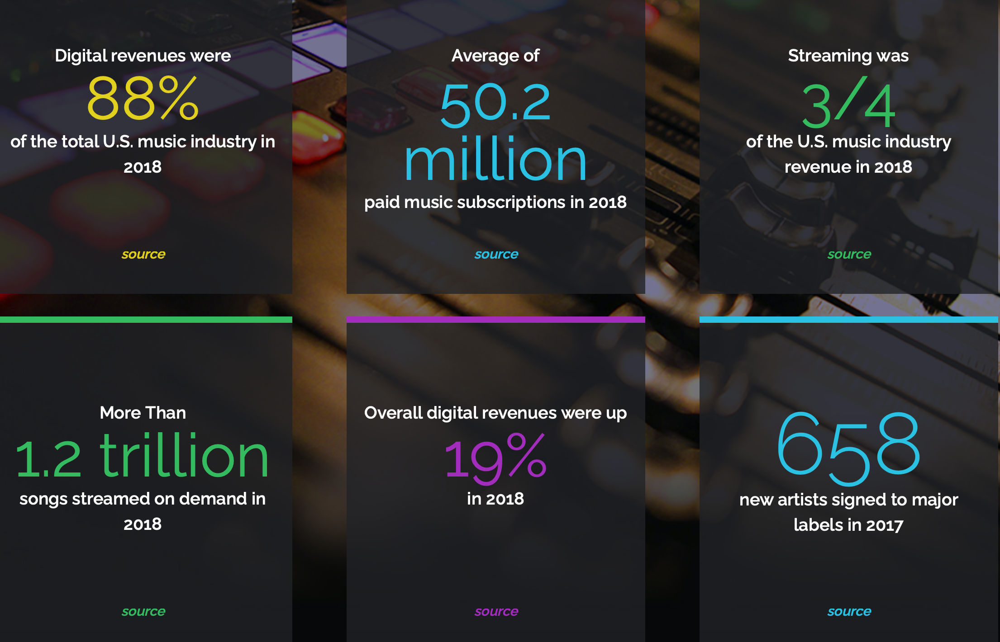 Digital revenues were
88%
of the total U.S. music industry in
2018
source
Average of
50.2
million
paid music subscriptions in 2018
source
Streaming was
3/4
of the U.S. music industry
revenue in 2018
source
More Than
1.2 trillion
songs streamed on demand in
2018
source
Overall digital revenues were up
19%
in 2018
source
658
new artists signed to major
labels in 2017
source